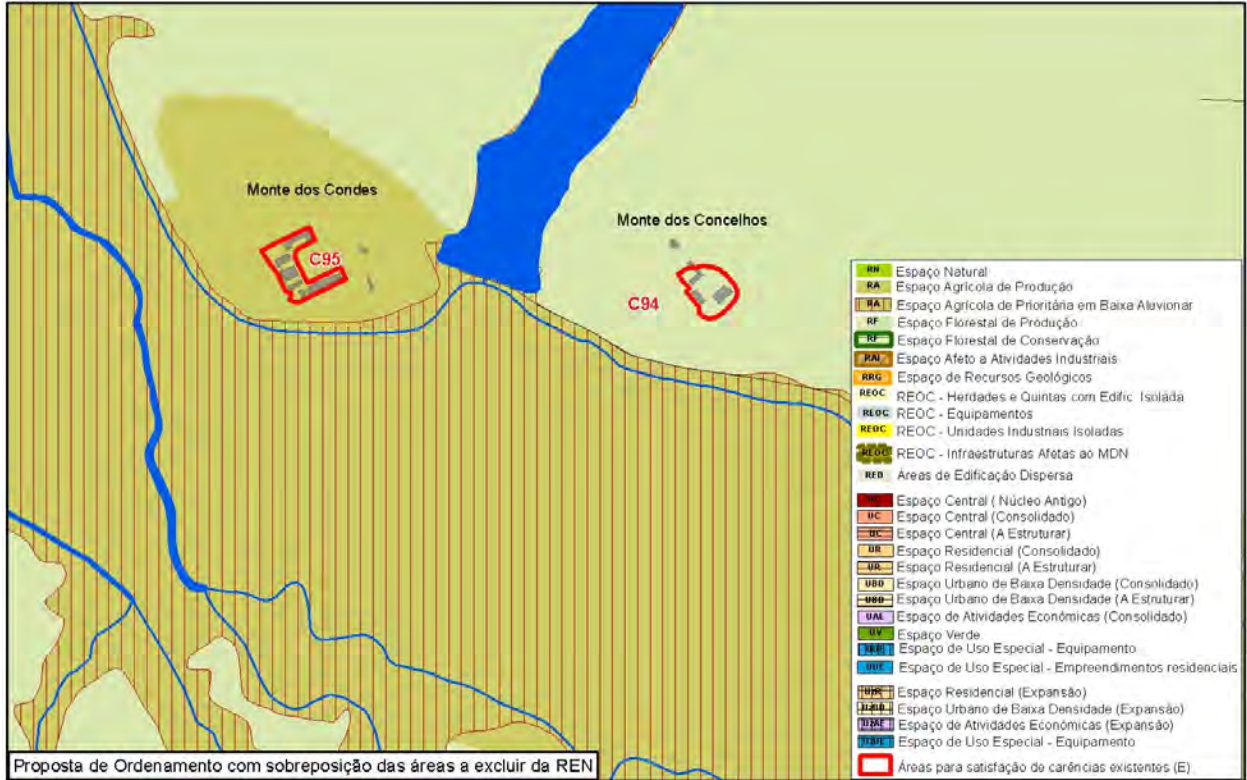 Monte dos Condes
C95
Monte dos Concelhos
C94
RN Espaço Natural
RA Espaço Agrícola de Produção
RA Espaço Agrícola de Prioritária em Baixa Aluvionar
RF Espaço Florestal de Produção
RF Espaço Florestal de Conservação
RAI Espaço Afeto a Atividades Industriais
RRG Espaço de Recursos Geológicos
REOC REOC - Herdades e Quintas com Edific Isolada
REOC REOC - Equipamentos
REOC REOC - Unidades Industriais Isoladas
REOC REOC - Infraestruturas Afetas ao MDN
RED Áreas de Edificação Dispersa
UC Espaço Central ( Núcleo Antigo)
UC Espaço Central (Consolidado)
UC Espaço Central (A Estruturar)
UR Espaço Residencial (Consolidado)
UR Espaço Residencial (A Estruturar)
UBD Espaço Urbano de Baixa Densidade (Consolidado)
UBD Espaço Urbano de Baixa Densidade (A Estruturar)
UAE Espaço de Atividades Económicas (Consolidado)
UV Espaço Verde
Espaço de Uso Especial - Equipamento
UUE Espaço de Uso Especial - Empreendimentos residenciais
Espaço Residencial (Expansão)
Espaço Urbano de Baixa Densidade (Expansão)
Espaço de Atividades Económicas (Expansão)
Espaço de Uso Especial - Equipamento
Áreas para satisfação de carências existentes (E)
Proposta de Ordenamento com sobreposição das áreas a excluir da REN